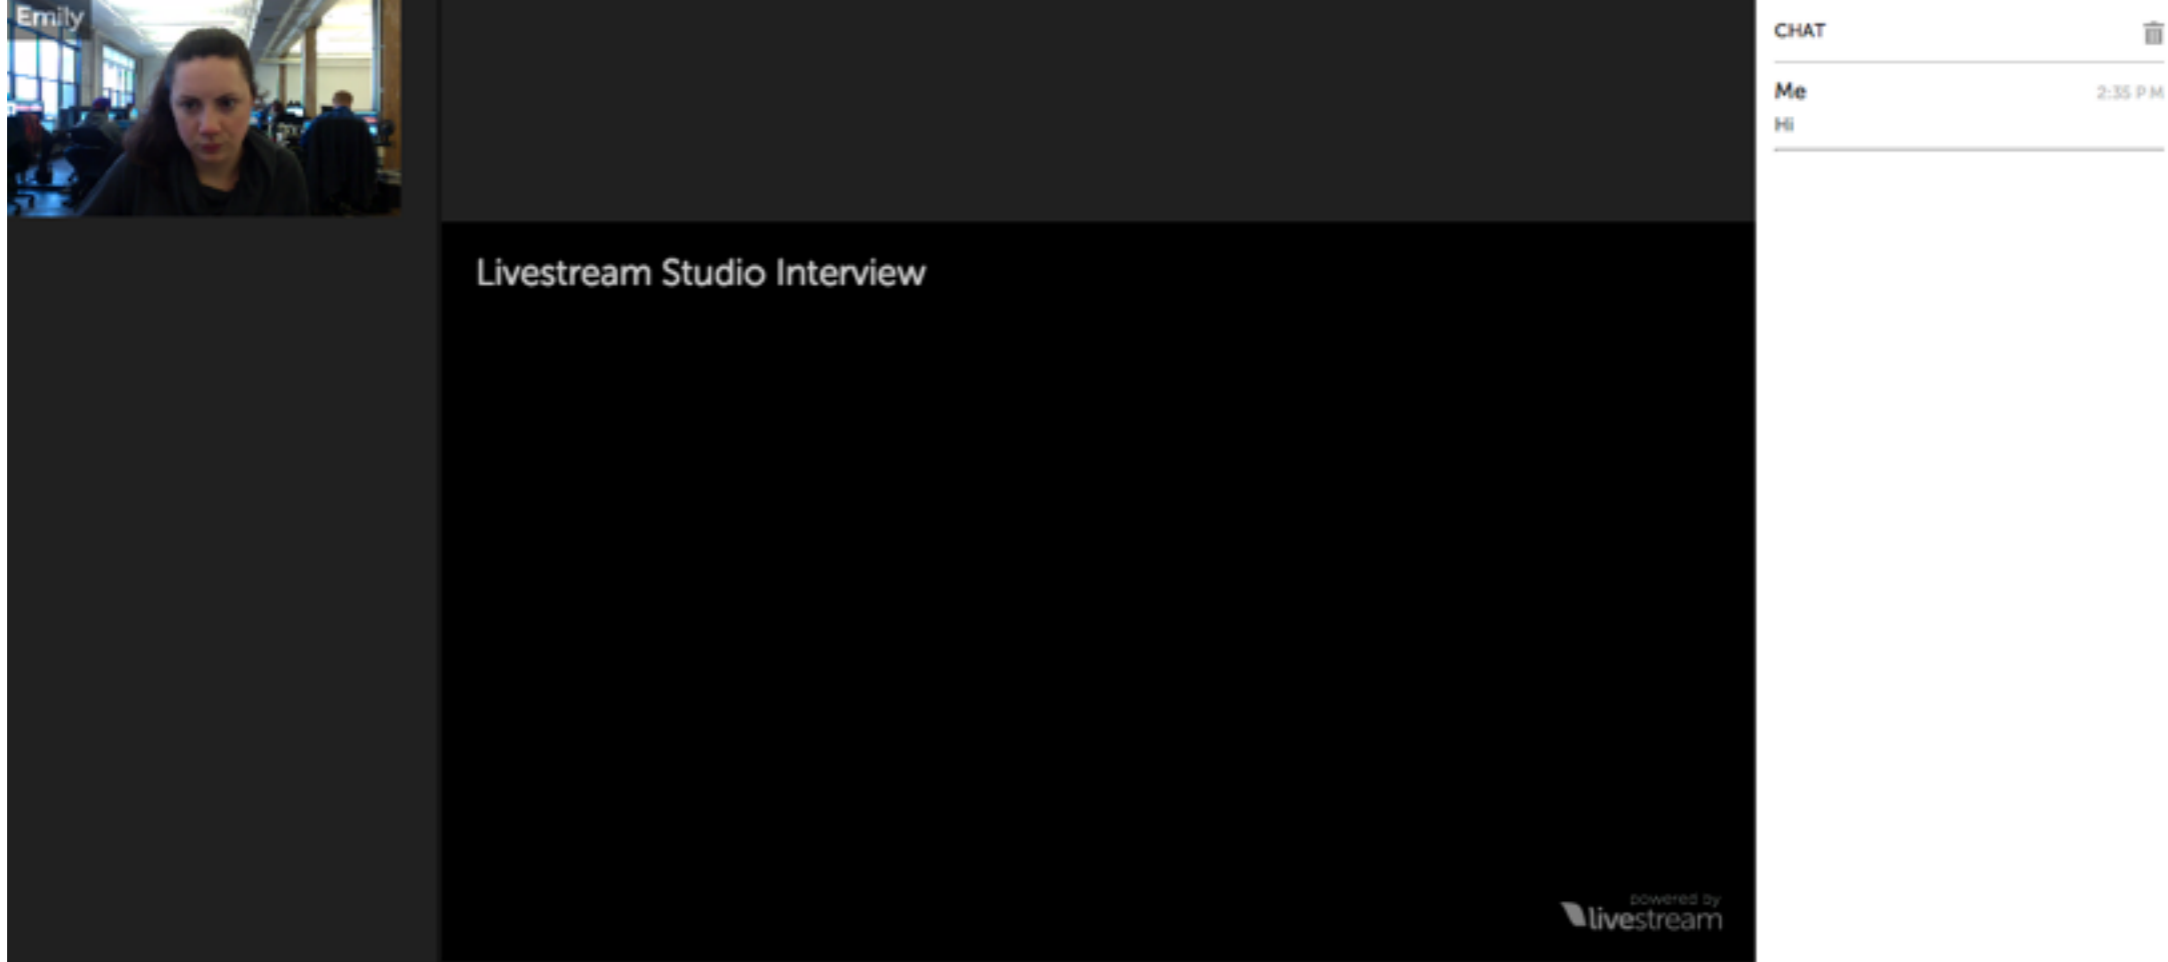 Emily
Livestream Studio Interview
powered by
livestream
CHAT
Me
2:35 PM
Hi